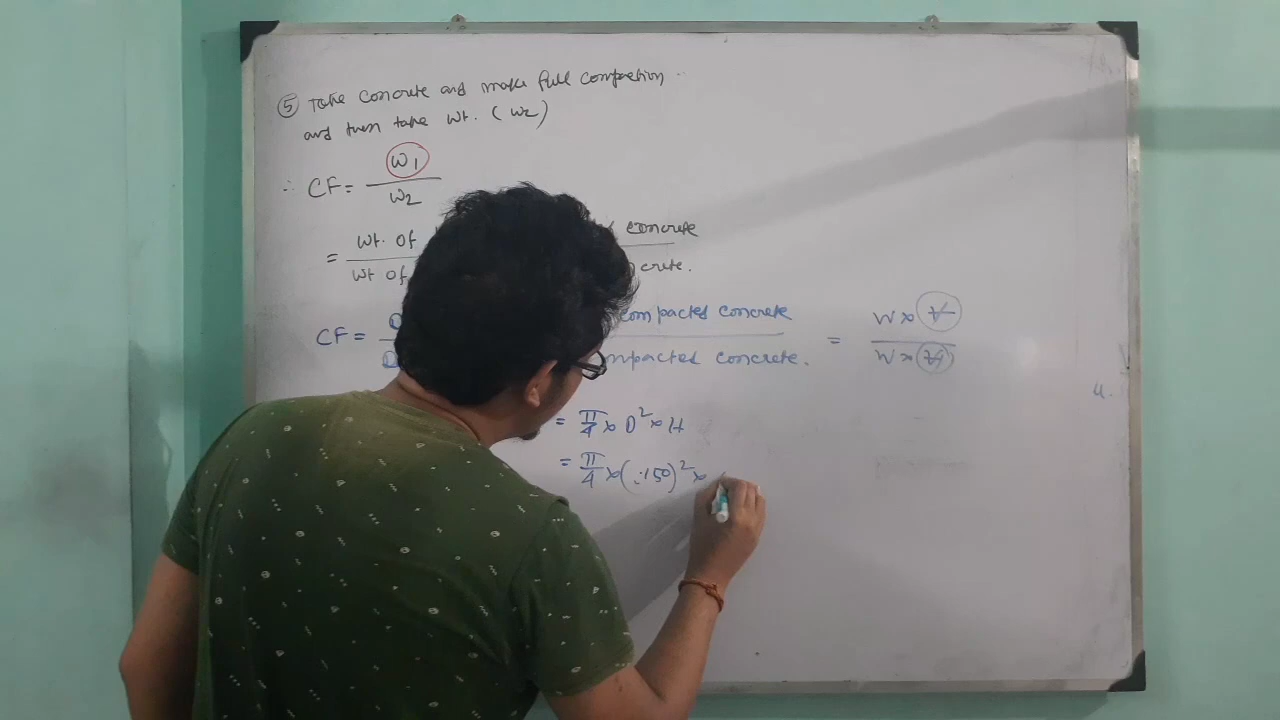 ⑤ Take concrete and make full compaction
and then take wt. (W2)
∴ CF = W1 / W2
= wt. of concrete / wt of crete.
CF = compacted concrete / mpacted concrete. = W × V / W × V
= π/4 × D² × H
= π/4 × (.150)² ×